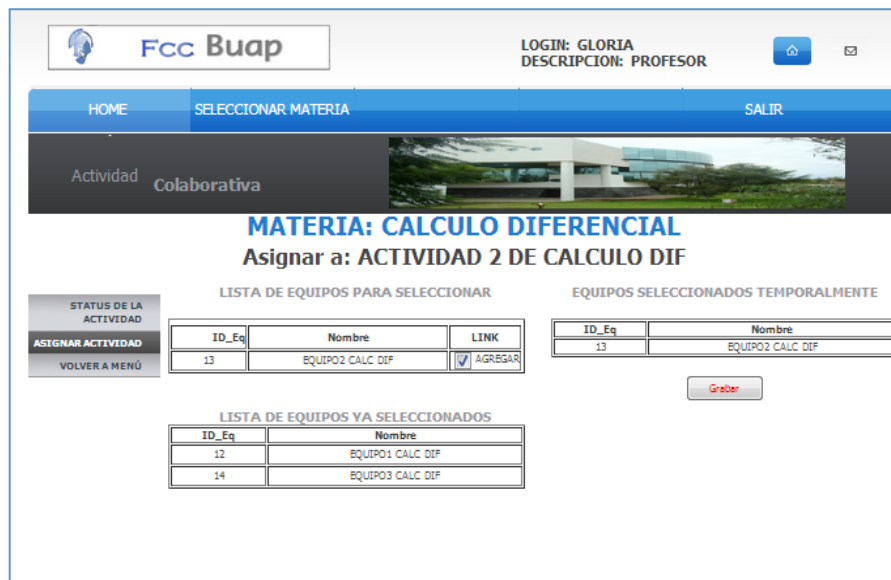 Fcc Buap
LOGIN: GLORIA
DESCRIPCION: PROFESOR
HOME SELECCIONAR MATERIA SALIR
Actividad Colaborativa
MATERIA: CALCULO DIFERENCIAL
Asignar a: ACTIVIDAD 2 DE CALCULO DIF
STATUS DE LA
ACTIVIDAD
ASIGNAR ACTIVIDAD
VOLVER A MENÚ
LISTA DE EQUIPOS PARA SELECCIONAR
ID_Eq Nombre LINK
13 EQUIPO2 CALC DIF AGREGAR
LISTA DE EQUIPOS YA SELECCIONADOS
ID_Eq Nombre
12 EQUIPO1 CALC DIF
14 EQUIPO3 CALC DIF
EQUIPOS SELECCIONADOS TEMPORALMENTE
ID_Eq Nombre
13 EQUIPO2 CALC DIF
Grabar